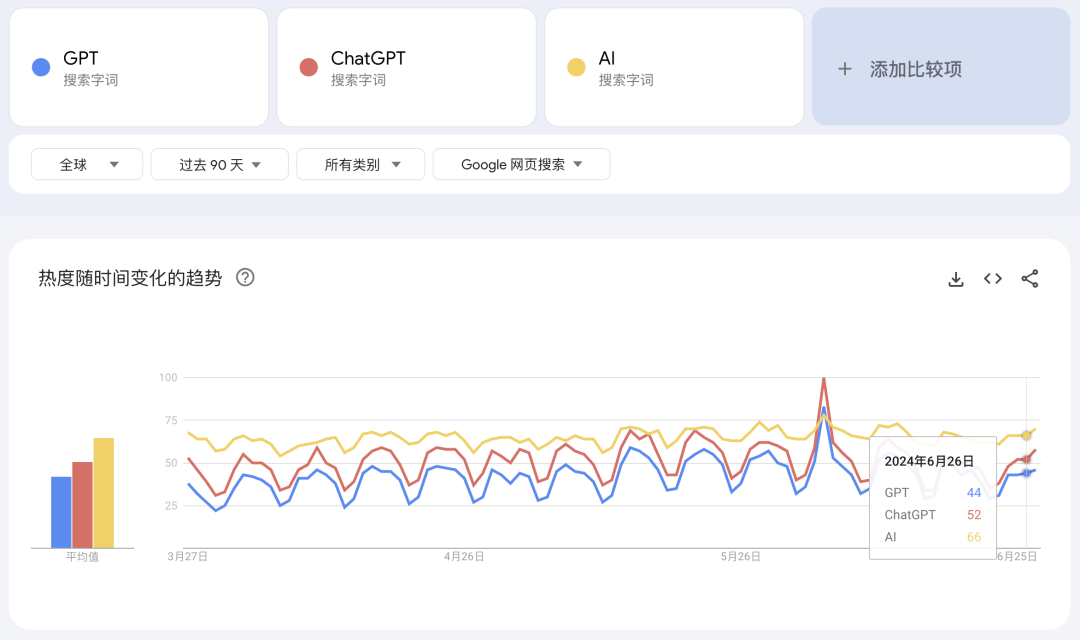 GPT
搜索字词
ChatGPT
搜索字词
AI
搜索字词
+ 添加比较项
全球
过去 90 天
所有类别
Google 网页搜索
热度随时间变化的趋势
100
75
50
25
平均值
3月27日
4月26日
5月26日
6月25日
2024年6月26日
GPT 44
ChatGPT 52
AI 66